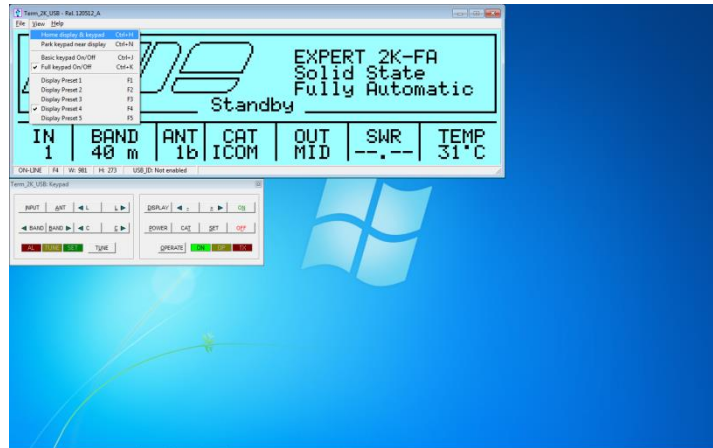 Term_2K_USB - Rel. 120512_A
File View Help
Home display & keypad Ctrl+H
Park keypad near display Ctrl+N
Basic keypad On/Off Ctrl+J
Full keypad On/Off Ctrl+K
Display Preset 1 F1
Display Preset 2 F2
Display Preset 3 F3
Display Preset 4 F4
Display Preset 5 F5
EXPERT 2K-FA
Solid State
Fully Automatic
Standby
IN BAND ANT CAT OUT SWR TEMP
1 40 m 1b ICOM MID --.-- 31°C
ON-LINE F4 W: 981 H: 273 USB_ID: Not enabled
Term_2K_USB: Keypad
INPUT ANT ◄ L L ► DISPLAY ◄ ON
◄ BAND BAND ► ◄ C C ► POWER CAT SET OFF
AL TUNE SET TUNE OPERATE ON OP TX